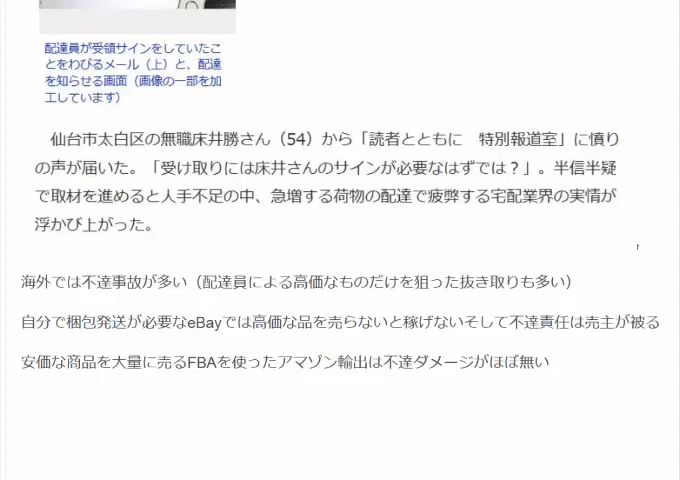 配達員が受領サインをしていたこ
とをわびるメール（上）と、配達
を知らせる画面（画像の一部を加
工しています）
仙台市太白区の無職床井勝さん（54）から「読者とともに　特別報道室」に憤り
の声が届いた。「受け取りには床井さんのサインが必要なはずでは？」。半信半疑
で取材を進めると人手不足の中、急増する荷物の配達で疲弊する宅配業界の実情が
浮かび上がった。
海外では不達事故が多い（配達員による高価なものだけを狙った抜き取りも多い）
自分で梱包発送が必要なeBayでは高価な品を売らないと稼げないそして不達責任は売主が被る
安価な商品を大量に売るFBAを使ったアマゾン輸出は不達ダメージがほぼ無い